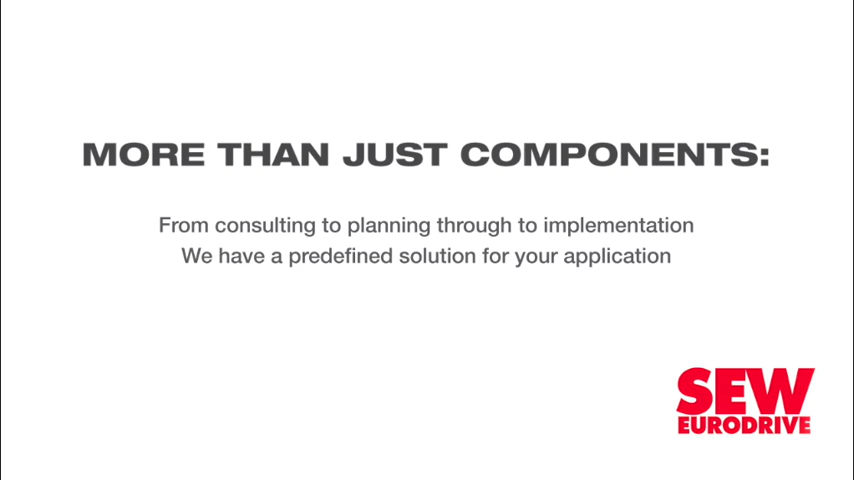 MORE THAN JUST COMPONENTS:
From consulting to planning through to implementation
We have a predefined solution for your application
SEW
EURODRIVE